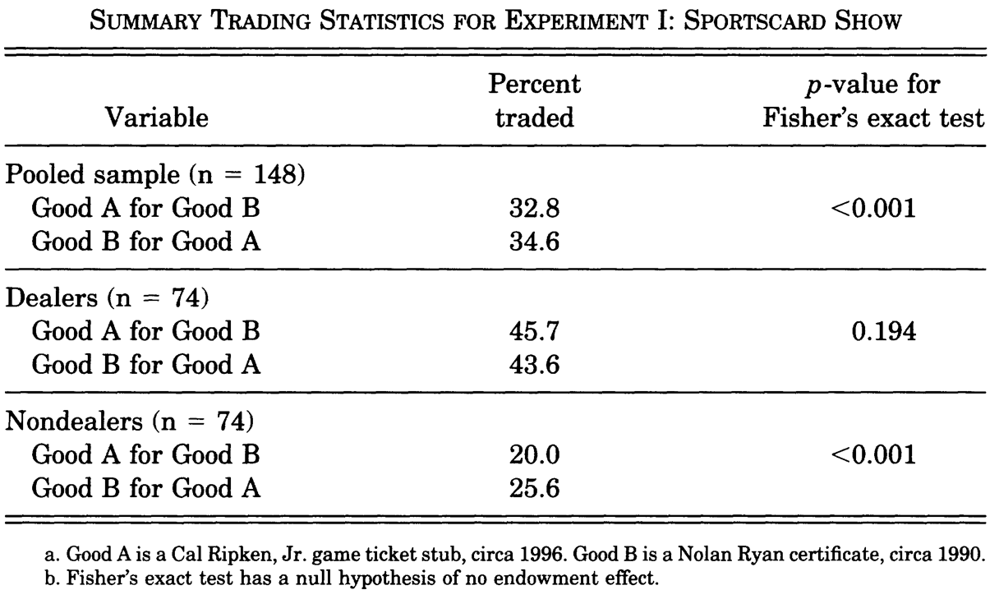 SUMMARY TRADING STATISTICS FOR EXPERIMENT I: SPORTSCARD SHOW
Percent p-value for
Variable traded Fisher's exact test
Pooled sample (n = 148)
Good A for Good B 32.8 <0.001
Good B for Good A 34.6
Dealers (n = 74)
Good A for Good B 45.7 0.194
Good B for Good A 43.6
Nondealers (n = 74)
Good A for Good B 20.0 <0.001
Good B for Good A 25.6
a. Good A is a Cal Ripken, Jr. game ticket stub, circa 1996. Good B is a Nolan Ryan certificate, circa 1990.
b. Fisher's exact test has a null hypothesis of no endowment effect.